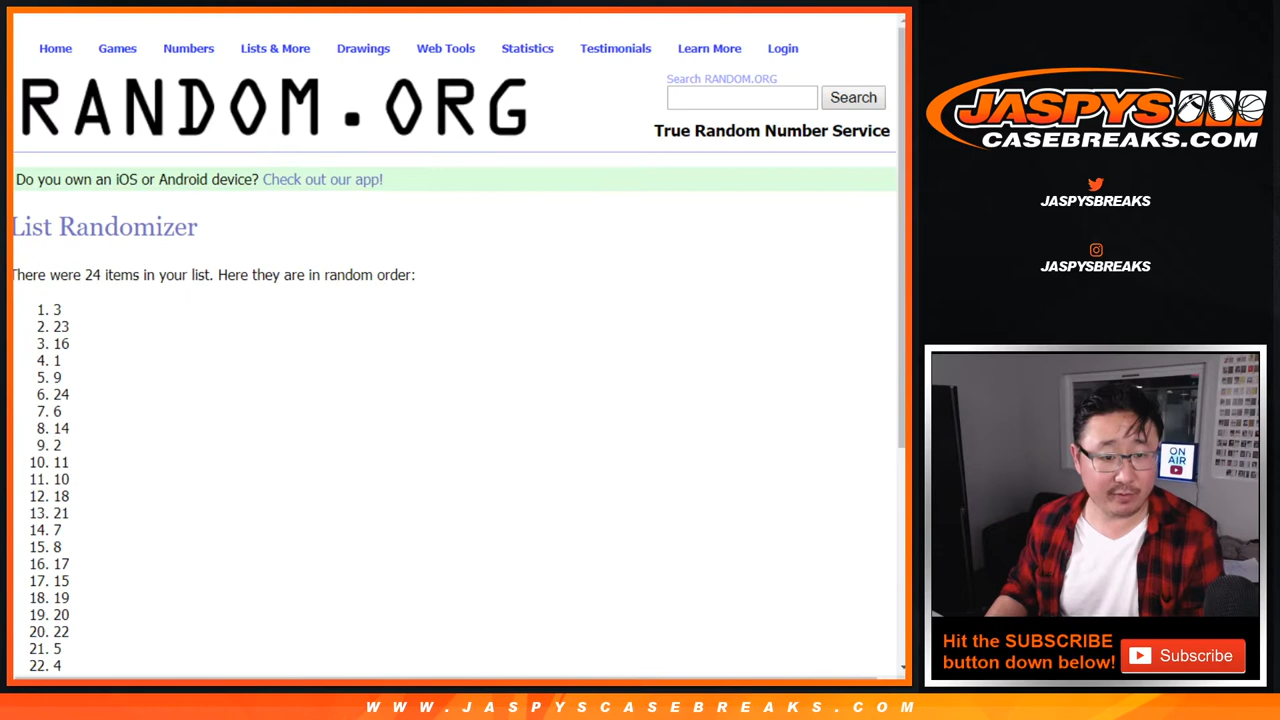 Home Games Numbers Lists & More Drawings Web Tools Statistics Testimonials Learn More Login
RANDOM.ORG
Search RANDOM.ORG
Search
True Random Number Service
Do you own an iOS or Android device? Check out our app!
List Randomizer
There were 24 items in your list. Here they are in random order:
1. 3
2. 23
3. 16
4. 1
5. 9
6. 24
7. 6
8. 14
9. 2
10. 11
11. 10
12. 18
13. 21
14. 7
15. 8
16. 17
17. 15
18. 19
19. 20
20. 22
21. 5
22. 4
JASPYS
CASEBREAKS.COM
JASPYSBREAKS
JASPYSBREAKS
ON
AIR
Hit the SUBSCRIBE
button down below!
Subscribe
WWW.JASPYSCASEBREAKS.COM